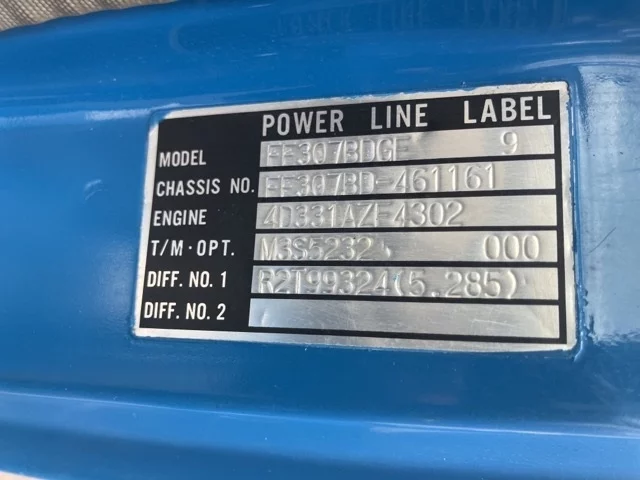 POWER LINE LABEL
MODEL FE307BDGE 9
CHASSIS NO. FE307BD-461161
ENGINE 4D331AZF4302
T/M·OPT. M3S52325 000
DIFF. NO. 1 R2T99324(5.285)
DIFF. NO. 2